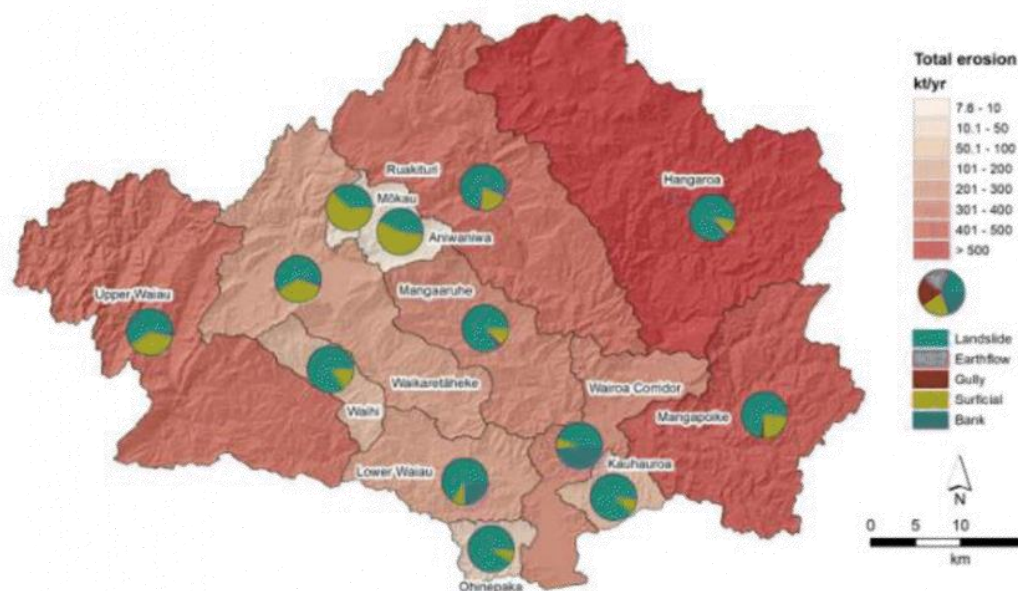 Total erosion
kt/yr
7.6 - 10
10.1 - 50
50.1 - 100
101 - 200
201 - 300
301 - 400
401 - 500
> 500
Landslide
Earthflow
Gully
Surficial
Bank
N
0 5 10
km
Ruakituri
Hangaroa
Mōkau
Aniwaniwa
Upper Waiau
Mangaaruhe
Waikaretāheke
Wairoa Corridor
Waihi
Mangapoike
Lower Waiau
Kauhauroa
Ohinepaka